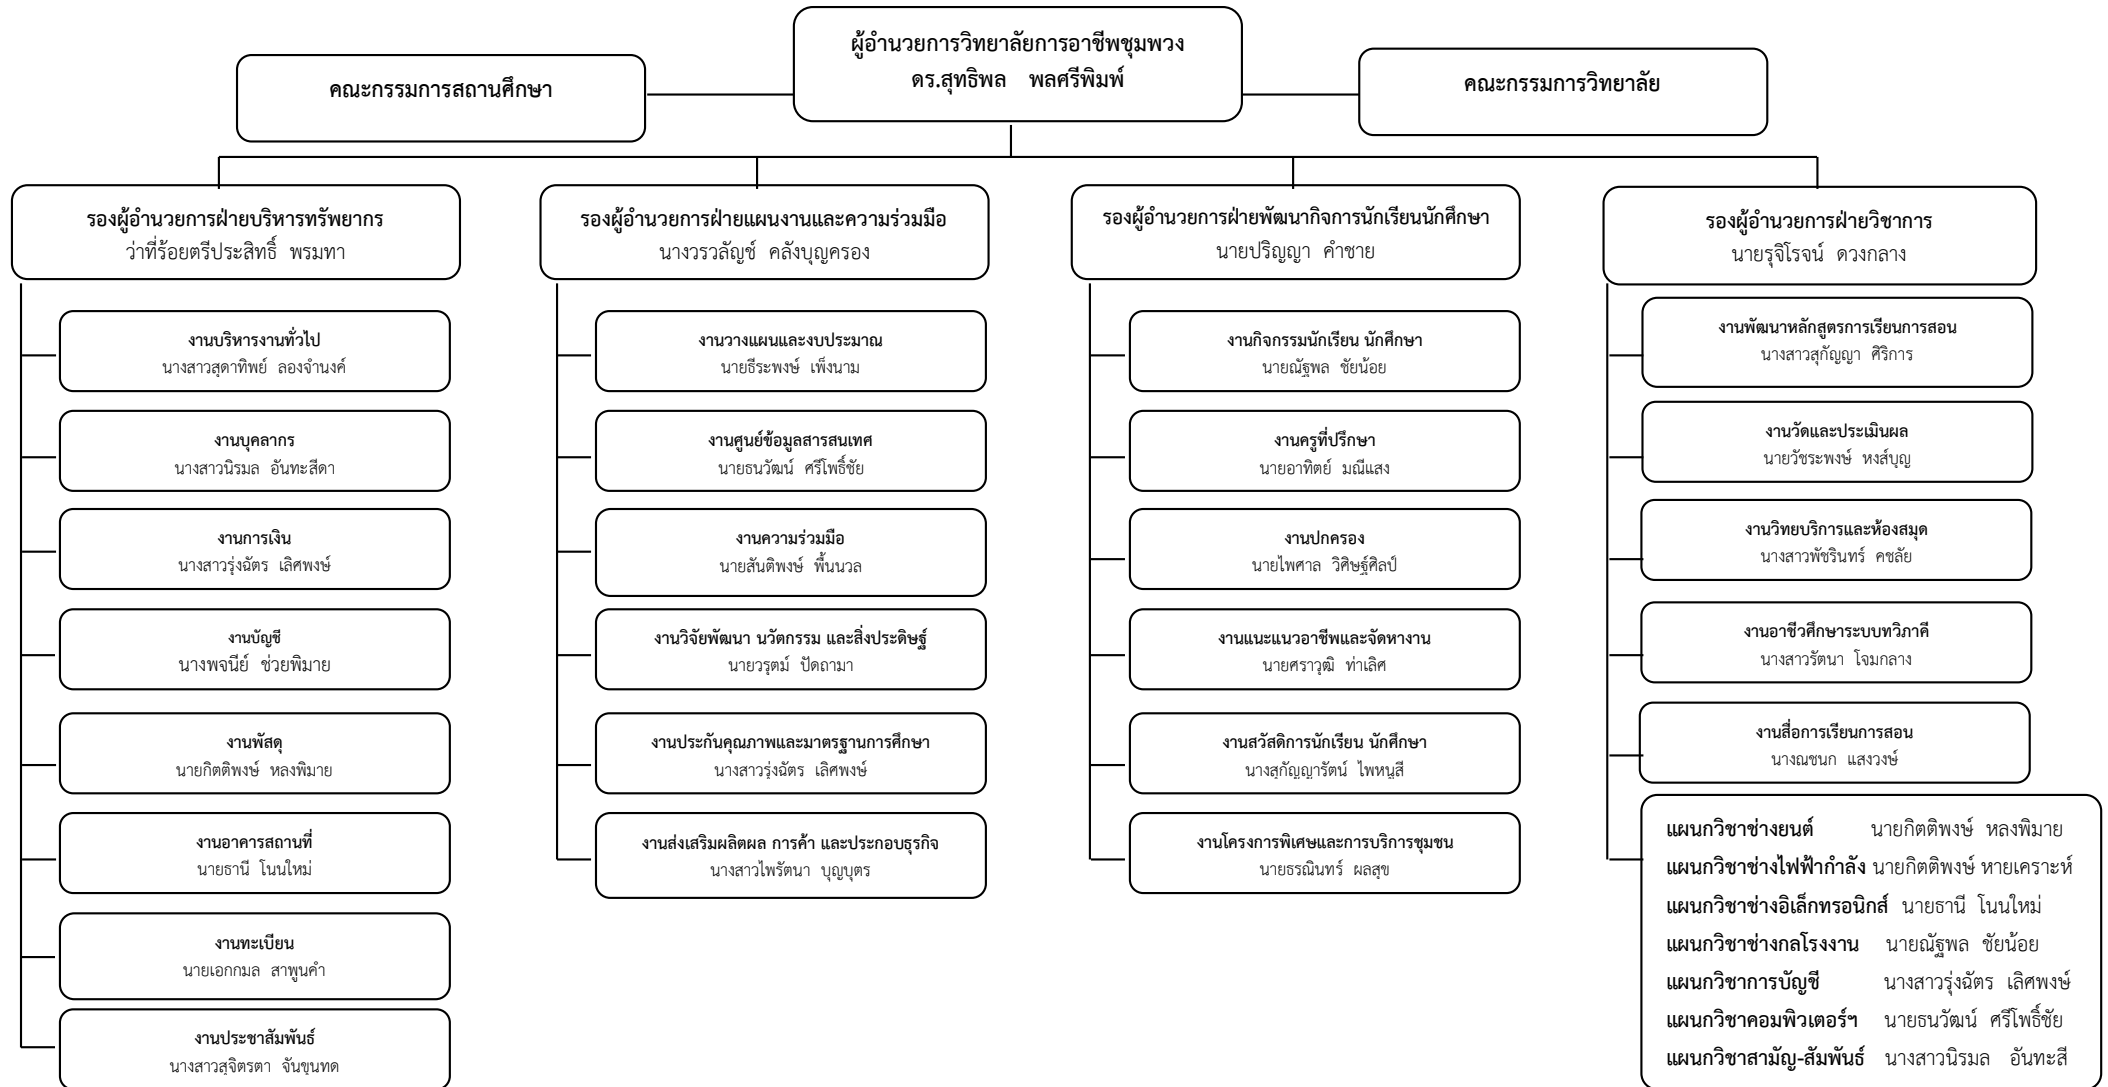 ผู้อำนวยการวิทยาลัยการอาชีพชุมพวง
ดร.สุทธิพล พลศรีพิมพ์
คณะกรรมการสถานศึกษา
คณะกรรมการวิทยาลัย
รองผู้อำนวยการฝ่ายบริหารทรัพยากร
ว่าที่ร้อยตรีประสิทธิ์ พรมทา
งานบริหารงานทั่วไป
นางสาวสุดาทิพย์ ลองจำนงค์
งานบุคลากร
นางสาวนิรมล อันทะสีดา
งานการเงิน
นางสาวรุ่งฉัตร เลิศพงษ์
งานบัญชี
นางพจนีย์ ช่วยพิมาย
งานพัสดุ
นายกิตติพงษ์ หลงพิมาย
งานอาคารสถานที่
นายธานี โนนใหม่
งานทะเบียน
นายเอกกมล สาพูนคำ
งานประชาสัมพันธ์
นางสาวสุจิตรตา จันขุนทด
รองผู้อำนวยการฝ่ายแผนงานและความร่วมมือ
นางวรวลัญช์ คลังบุญครอง
งานวางแผนและงบประมาณ
นายธีระพงษ์ เพ็งนาม
งานศูนย์ข้อมูลสารสนเทศ
นายธนวัฒน์ ศรีโพธิ์ชัย
งานความร่วมมือ
นายสันติพงษ์ พื้นนวล
งานวิจัยพัฒนา นวัตกรรม และสิ่งประดิษฐ์
นายวรุตม์ ปัดถามา
งานประกันคุณภาพและมาตรฐานการศึกษา
นางสาวรุ่งฉัตร เลิศพงษ์
งานส่งเสริมผลิตผล การค้า และประกอบธุรกิจ
นางสาวไพรัตนา บุญบุตร
รองผู้อำนวยการฝ่ายพัฒนากิจการนักเรียนนักศึกษา
นายปริญญา คำชาย
งานกิจกรรมนักเรียน นักศึกษา
นายณัฐพล ชัยน้อย
งานครูที่ปรึกษา
นายอาทิตย์ มณีแสง
งานปกครอง
นายไพศาล วิศิษฐ์ศิลป์
งานแนะแนวอาชีพและจัดหางาน
นายศราวุฒิ ท่าเลิศ
งานสวัสดิการนักเรียน นักศึกษา
นางสุกัญญารัตน์ ไพหนูสี
งานโครงการพิเศษและการบริการชุมชน
นายธรณินทร์ ผลสุข
รองผู้อำนวยการฝ่ายวิชาการ
นายรุจิโรจน์ ดวงกลาง
งานพัฒนาหลักสูตรการเรียนการสอน
นางสาวสุกัญญา ศิริการ
งานวัดและประเมินผล
นายวัชระพงษ์ หงส์บุญ
งานวิทยบริการและห้องสมุด
นางสาวพัชรินทร์ คชลัย
งานอาชีวศึกษาระบบทวิภาคี
นางสาวรัตนา โจมกลาง
งานสื่อการเรียนการสอน
นางณชนก แสงวงษ์
แผนกวิชาช่างยนต์ นายกิตติพงษ์ หลงพิมาย
แผนกวิชาช่างไฟฟ้ากำลัง นายกิตติพงษ์ หายเคราะห์
แผนกวิชาช่างอิเล็กทรอนิกส์ นายธานี โนนใหม่
แผนกวิชาช่างกลโรงงาน นายณัฐพล ชัยน้อย
แผนกวิชาการบัญชี นางสาวรุ่งฉัตร เลิศพงษ์
แผนกวิชาคอมพิวเตอร์ฯ นายธนวัฒน์ ศรีโพธิ์ชัย
แผนกวิชาสามัญ-สัมพันธ์ นางสาวนิรมล อันทะสี